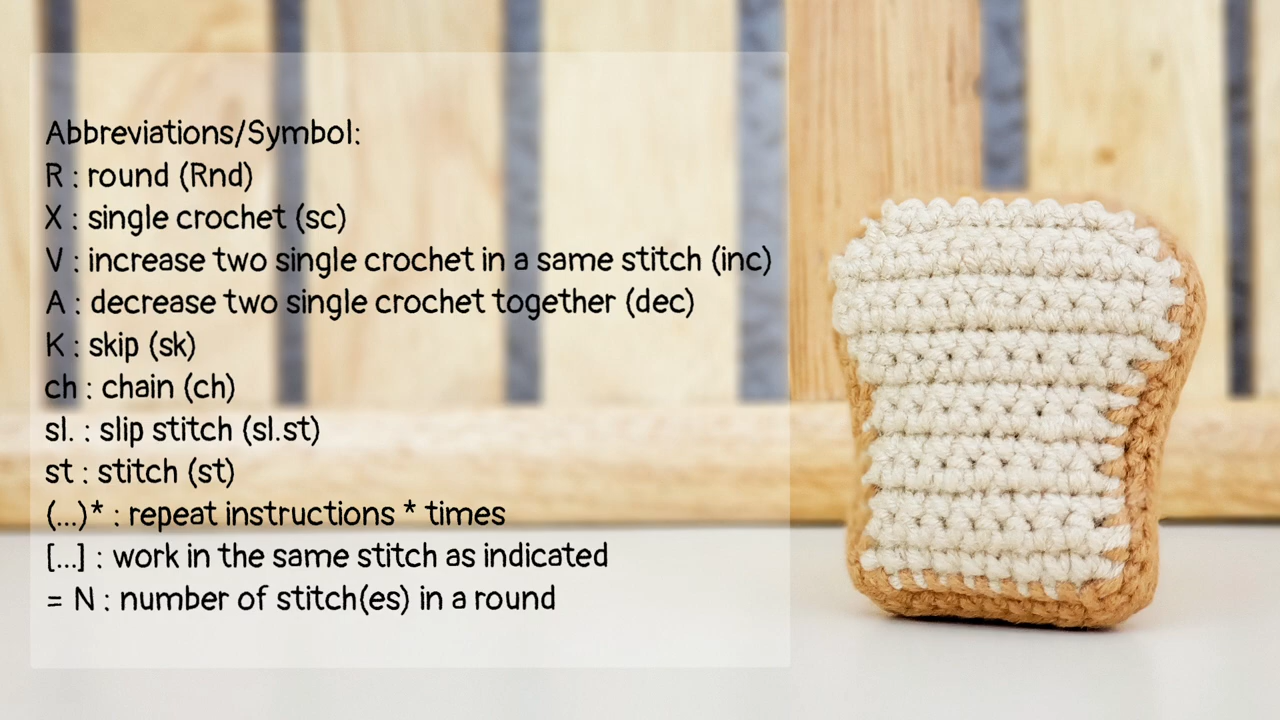 Abbreviations/Symbol:
R : round (Rnd)
X : single crochet (sc)
V : increase two single crochet in a same stitch (inc)
A : decrease two single crochet together (dec)
K : skip (sk)
ch : chain (ch)
sl. : slip stitch (sl.st)
st : stitch (st)
(...)* : repeat instructions * times
[...] : work in the same stitch as indicated
= N : number of stitch(es) in a round